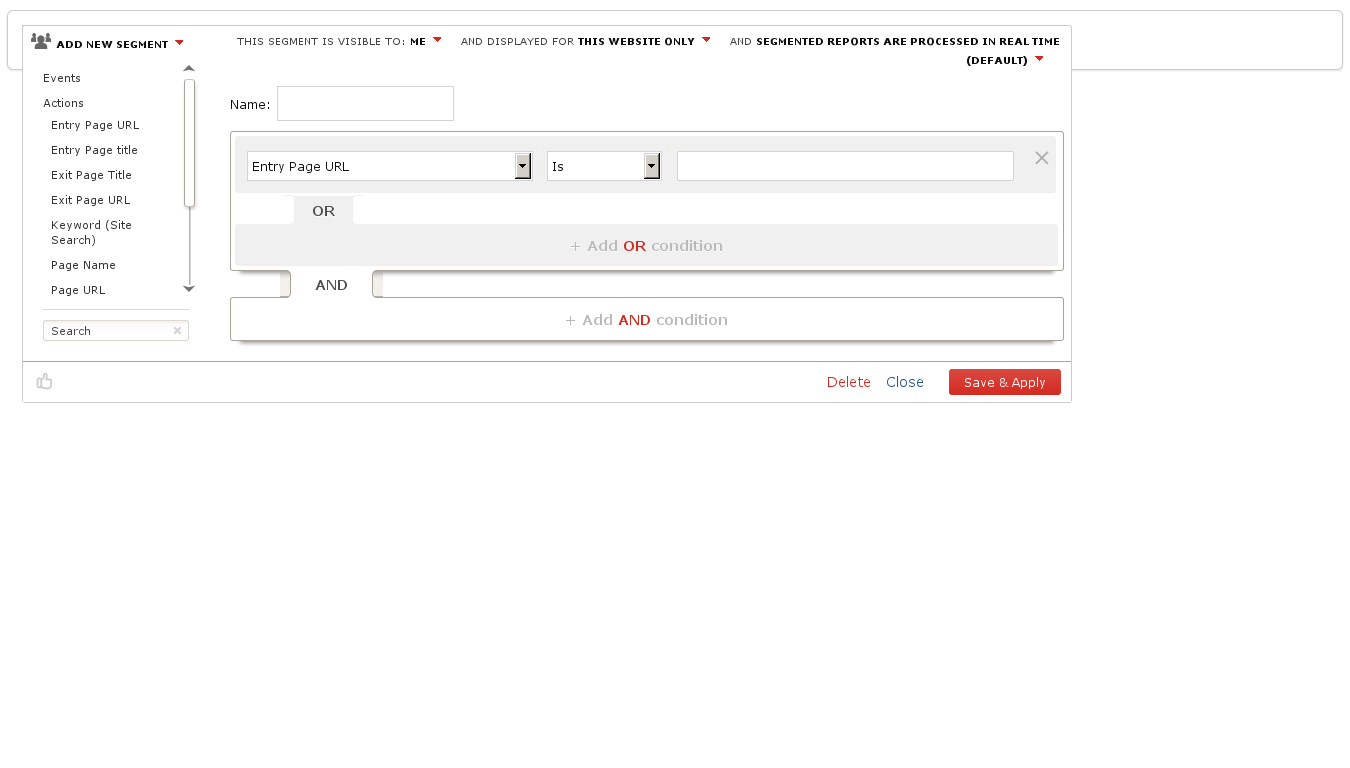 ADD NEW SEGMENT
THIS SEGMENT IS VISIBLE TO: ME AND DISPLAYED FOR THIS WEBSITE ONLY AND SEGMENTED REPORTS ARE PROCESSED IN REAL TIME
(DEFAULT)
Events
Actions
Entry Page URL
Entry Page title
Exit Page Title
Exit Page URL
Keyword (Site
Search)
Page Name
Page URL
Search
Name:
Entry Page URL Is
OR
+ Add OR condition
AND
+ Add AND condition
Delete Close Save & Apply